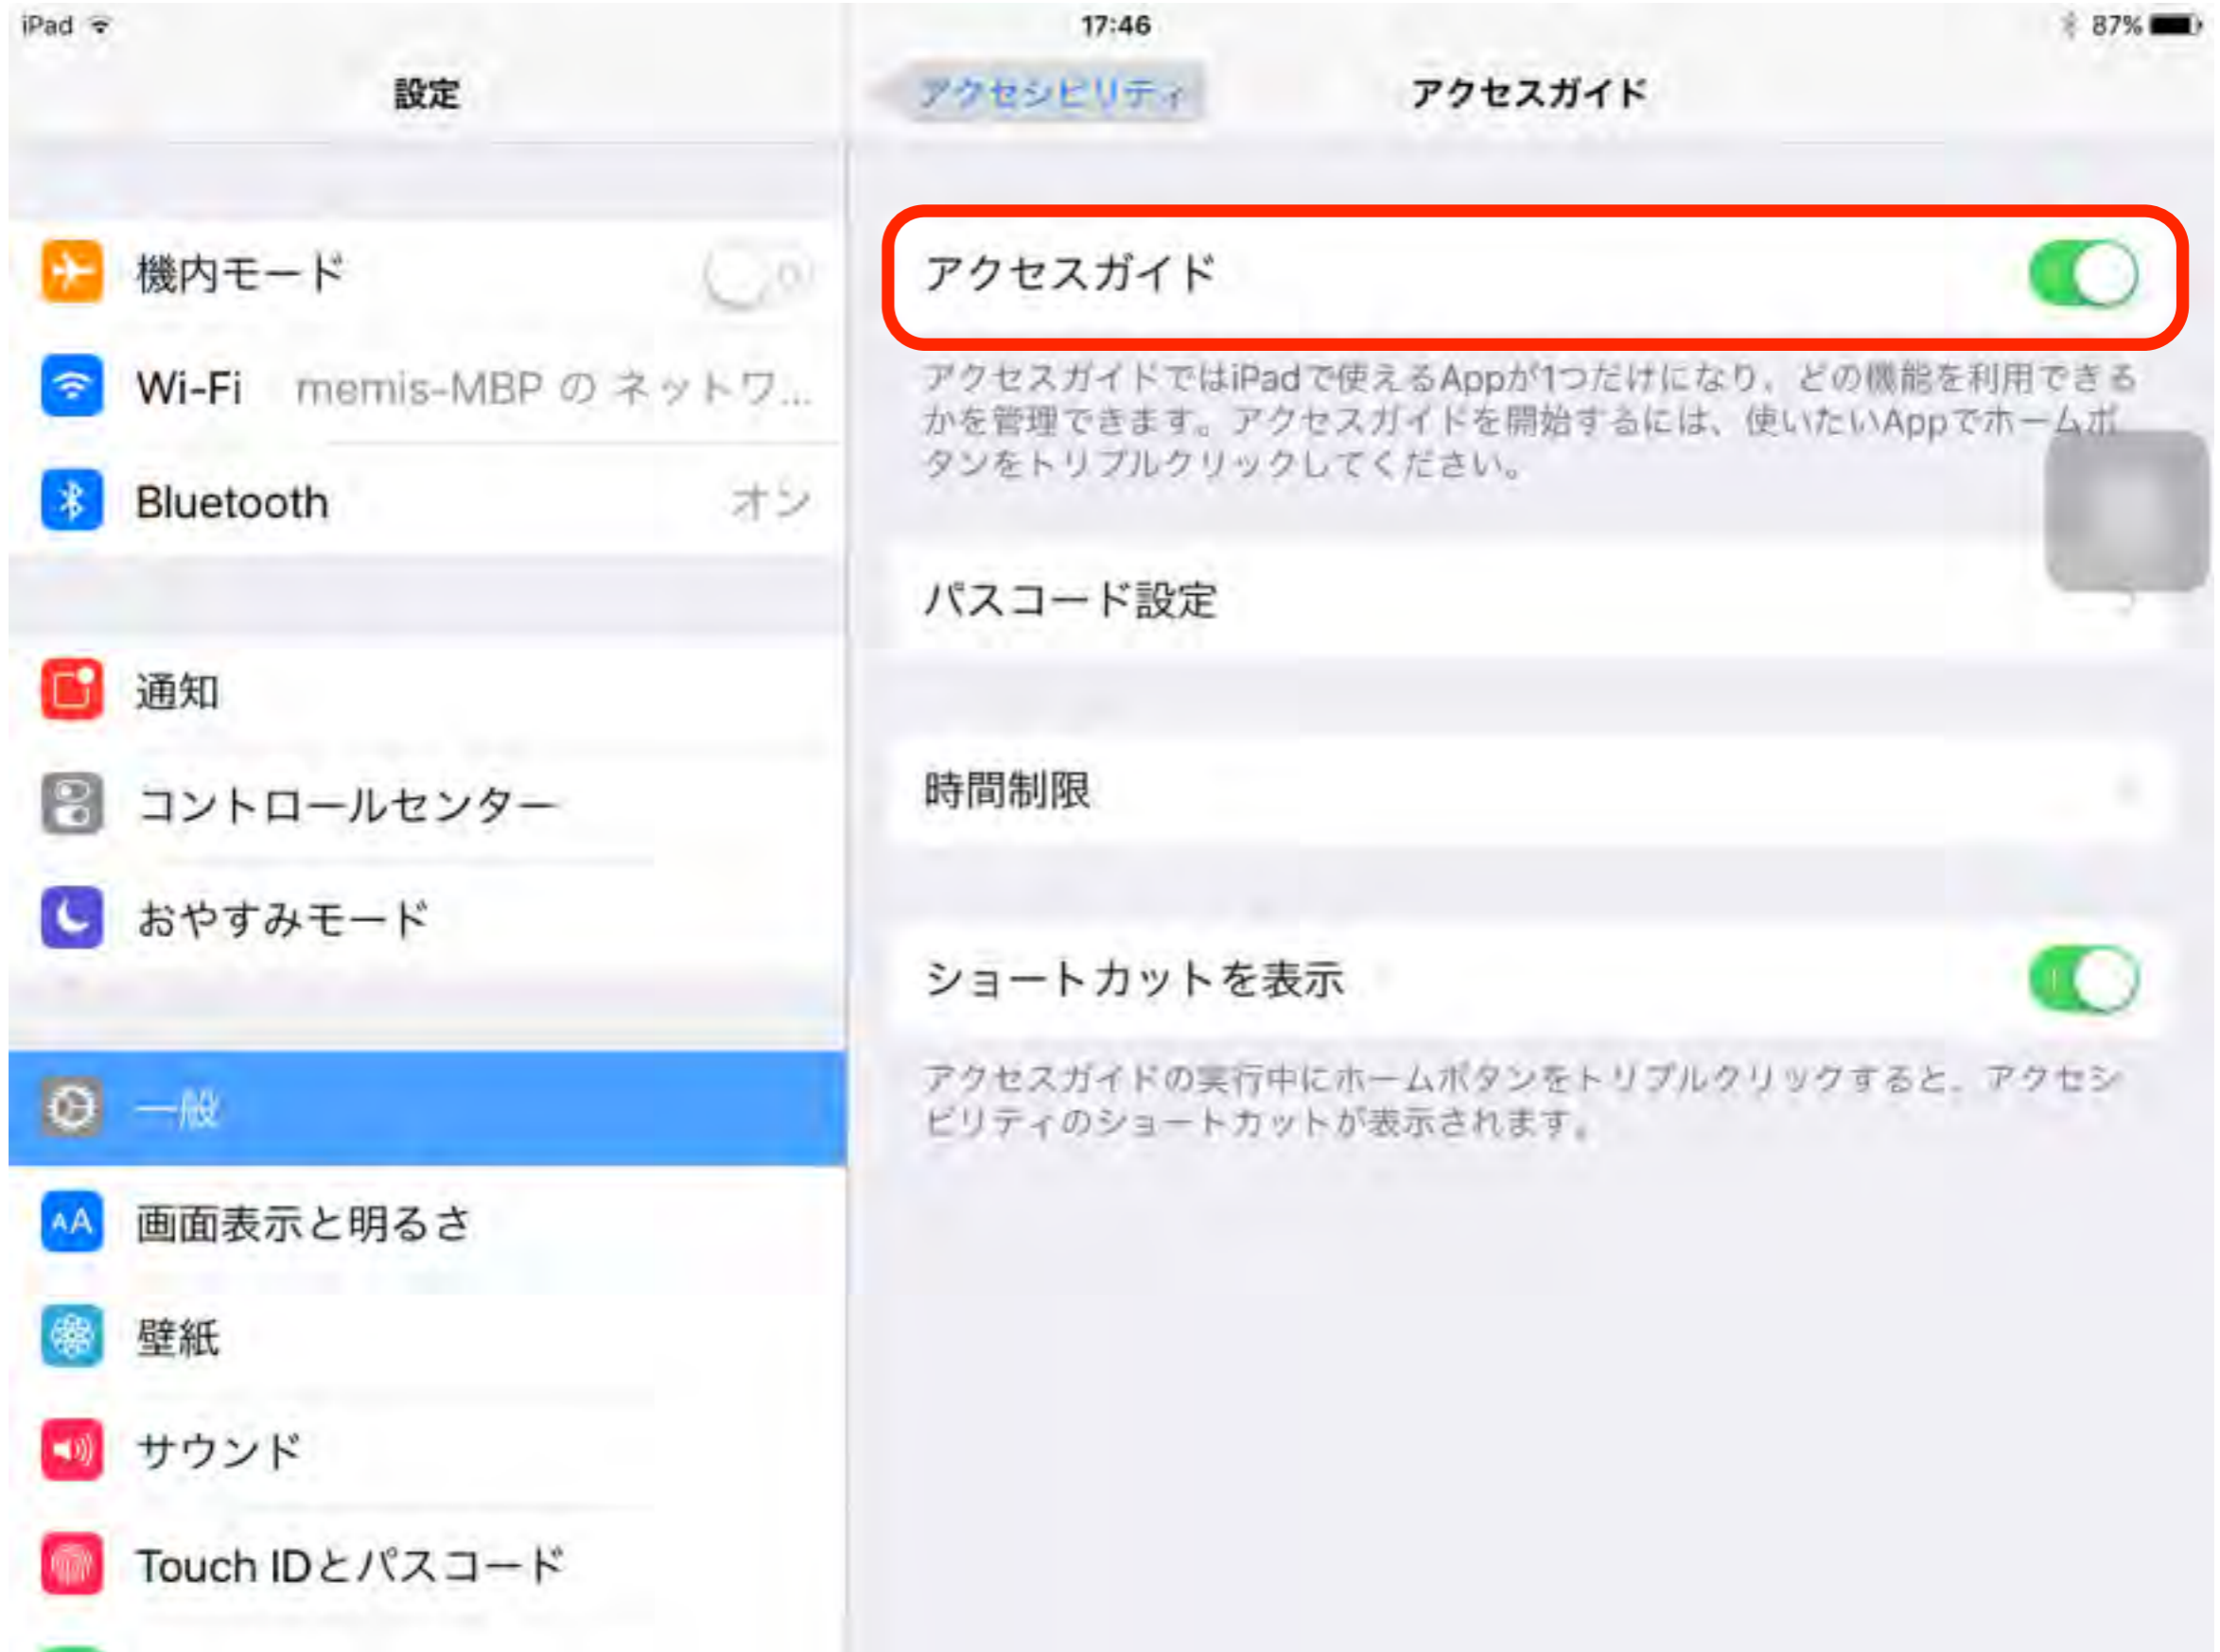 iPad
17:46
87%
設定
機内モード
Wi-Fi memis-MBP の ネットワ...
Bluetooth オン
通知
コントロールセンター
おやすみモード
一般
AA 画面表示と明るさ
壁紙
サウンド
Touch IDとパスコード
アクセシビリティ
アクセスガイド
アクセスガイド
アクセスガイドではiPadで使えるAppが1つだけになり、どの機能を利用できる
かを管理できます。アクセスガイドを開始するには、使いたいAppでホームボ
タンをトリプルクリックしてください。
パスコード設定
時間制限
ショートカットを表示
アクセスガイドの実行中にホームボタンをトリプルクリックすると、アクセシ
ビリティのショートカットが表示されます。